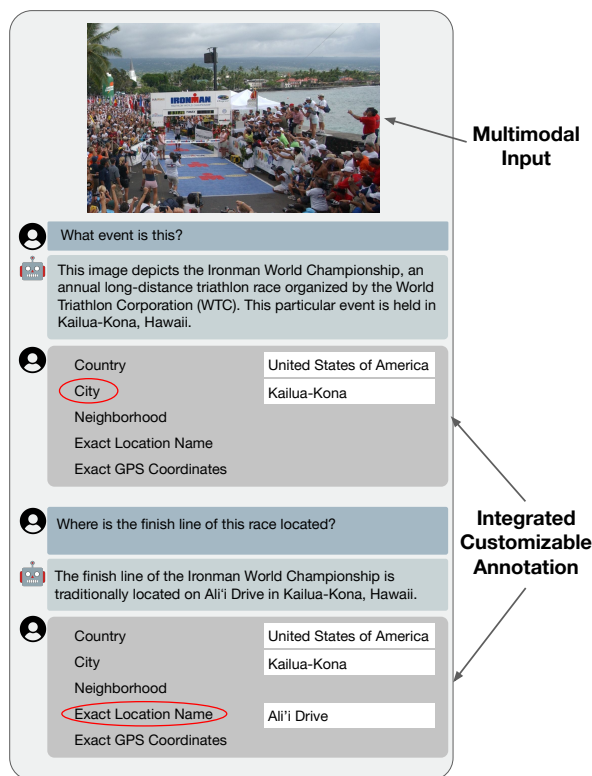 IRONMAN
Multimodal
Input
What event is this?
This image depicts the Ironman World Championship, an
annual long-distance triathlon race organized by the World
Triathlon Corporation (WTC). This particular event is held in
Kailua-Kona, Hawaii.
Country United States of America
City Kailua-Kona
Neighborhood
Exact Location Name
Exact GPS Coordinates
Where is the finish line of this race located?
Integrated
Customizable
Annotation
The finish line of the Ironman World Championship is
traditionally located on Aliʻi Drive in Kailua-Kona, Hawaii.
Country United States of America
City Kailua-Kona
Neighborhood
Exact Location Name Ali'i Drive
Exact GPS Coordinates